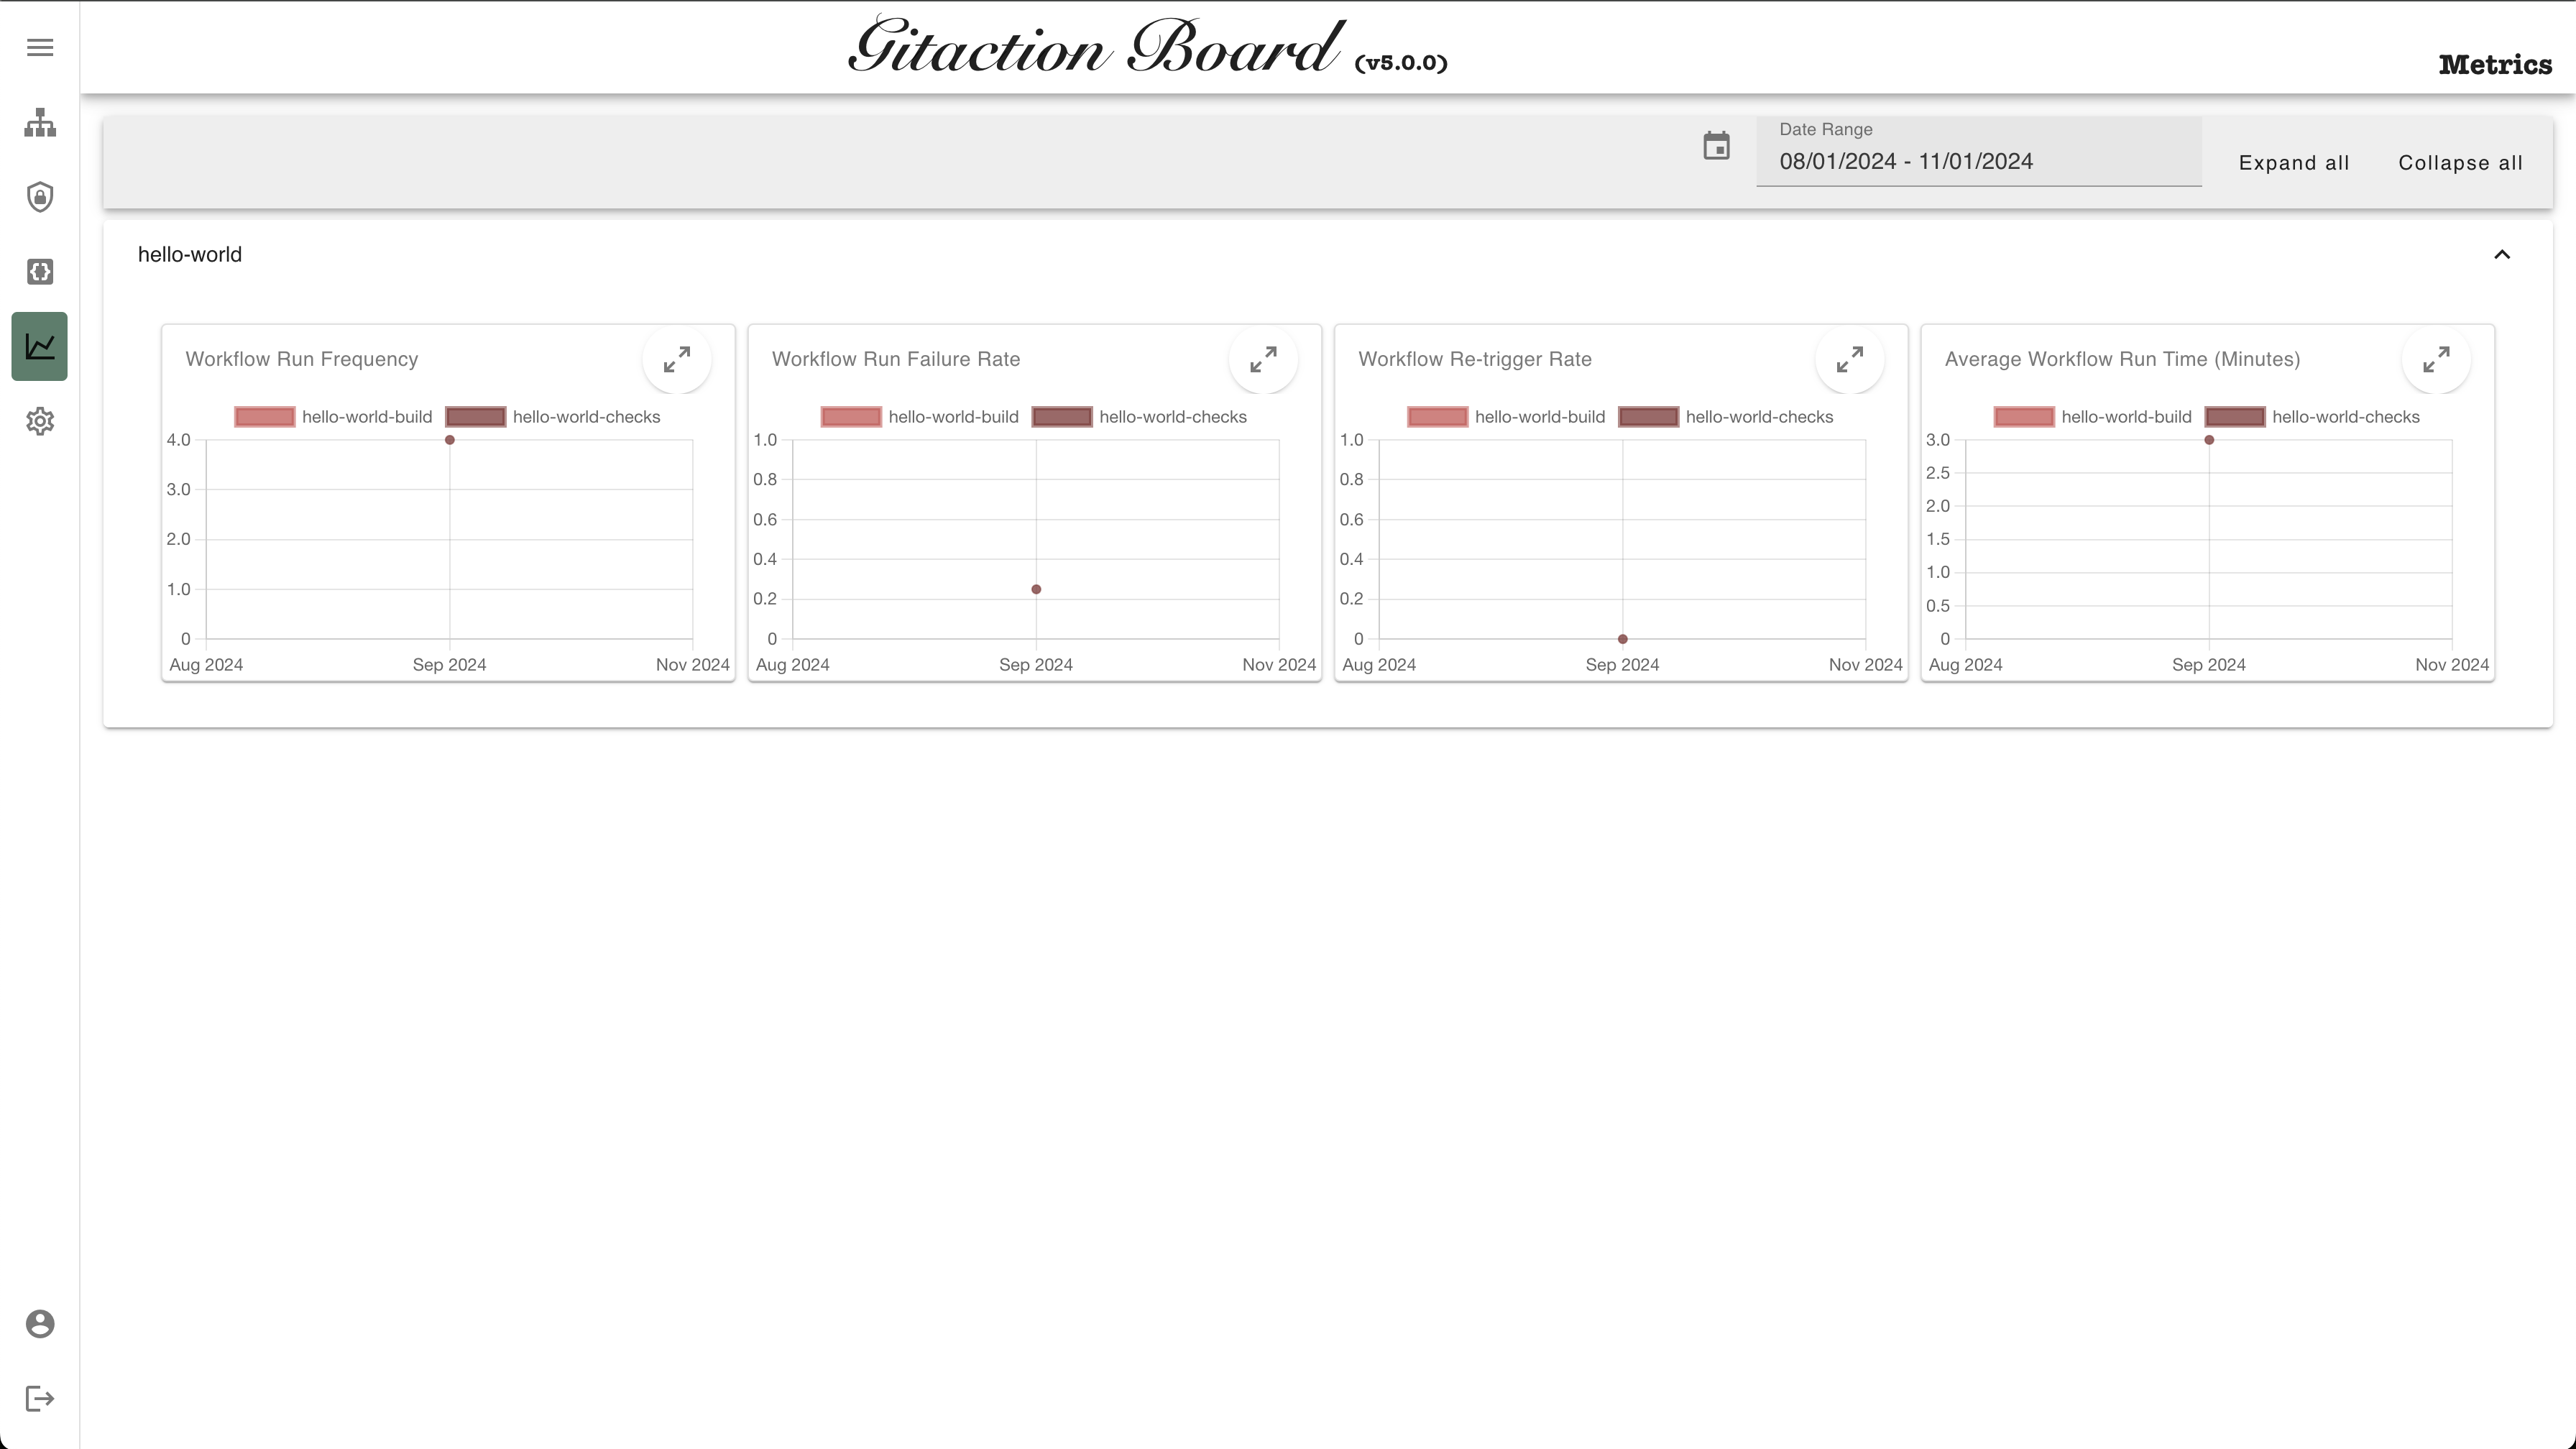 Gitaction Board (v5.0.0)
Metrics
Date Range
08/01/2024 - 11/01/2024
Expand all
Collapse all
hello-world
Workflow Run Frequency
hello-world-build hello-world-checks
4.0
3.0
2.0
1.0
0
Aug 2024 Sep 2024 Nov 2024
Workflow Run Failure Rate
hello-world-build hello-world-checks
1.0
0.8
0.6
0.4
0.2
0
Aug 2024 Sep 2024 Nov 2024
Workflow Re-trigger Rate
hello-world-build hello-world-checks
1.0
0.8
0.6
0.4
0.2
0
Aug 2024 Sep 2024 Nov 2024
Average Workflow Run Time (Minutes)
hello-world-build hello-world-checks
3.0
2.5
2.0
1.5
1.0
0.5
0
Aug 2024 Sep 2024 Nov 2024